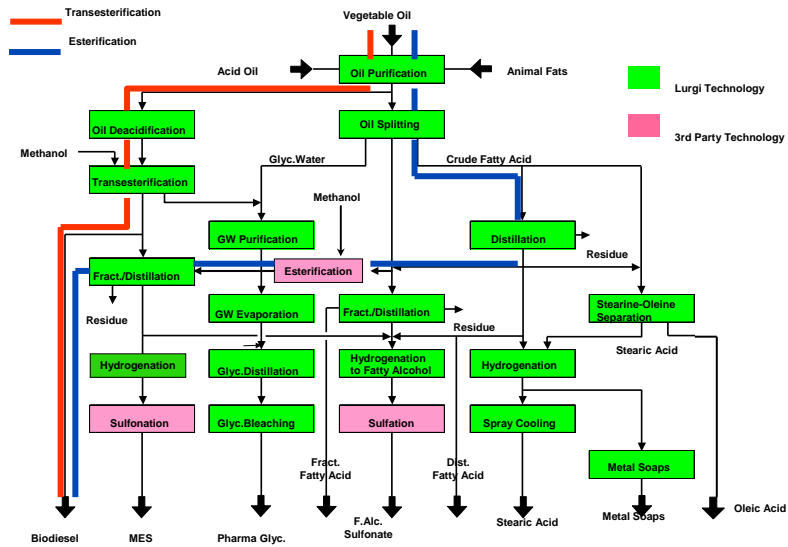 Transesterification
Vegetable Oil
Esterification
Acid Oil
Oil Purification
Animal Fats
Lurgi Technology
Oil Deacidification
Oil Splitting
3rd Party Technology
Methanol
Glyc.Water
Crude Fatty Acid
Transesterification
Methanol
GW Purification
Distillation
Residue
Fract./Distillation
Esterification
Residue
GW Evaporation
Fract./Distillation
Stearine-Oleine
Separation
Residue
Stearic Acid
Hydrogenation
Glyc.Distillation
Hydrogenation
to Fatty Alcohol
Hydrogenation
Sulfonation
Glyc.Bleaching
Sulfation
Spray Cooling
Fract.
Fatty Acid
Dist.
Fatty Acid
Metal Soaps
Biodiesel
MES
Pharma Glyc.
F.Alc.
Sulfonate
Stearic Acid
Metal Soaps
Oleic Acid